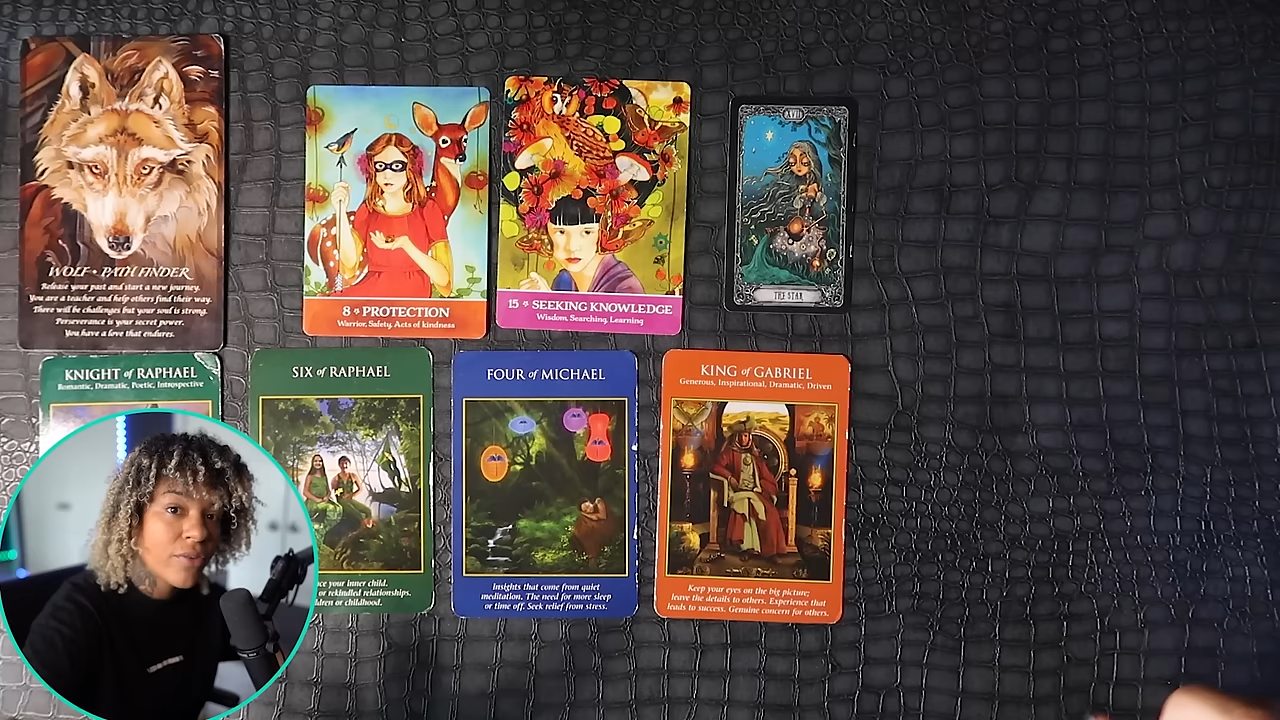 WOLF • PATH FINDER
Release your past and start a new journey.
You are a teacher and help others find their way.
There will be challenges but your soul is strong.
Perseverance is your secret power.
You have a love that endures.
8 PROTECTION
Warrior, Safety, Acts of kindness
15 SEEKING KNOWLEDGE
Wisdom, Searching, Learning
XVII
THE STAR
KNIGHT of RAPHAEL
Romantic, Dramatic, Poetic, Introspective
SIX of RAPHAEL
your inner child.
or rekindled relationships.
or childhood.
FOUR of MICHAEL
Insights that come from quiet
meditation. The need for more sleep
or time off. Seek relief from stress.
KING of GABRIEL
Generous, Inspirational, Dramatic, Driven
Keep your eyes on the big picture;
leave the details to others. Experience that
leads to success. Genuine concern for others.